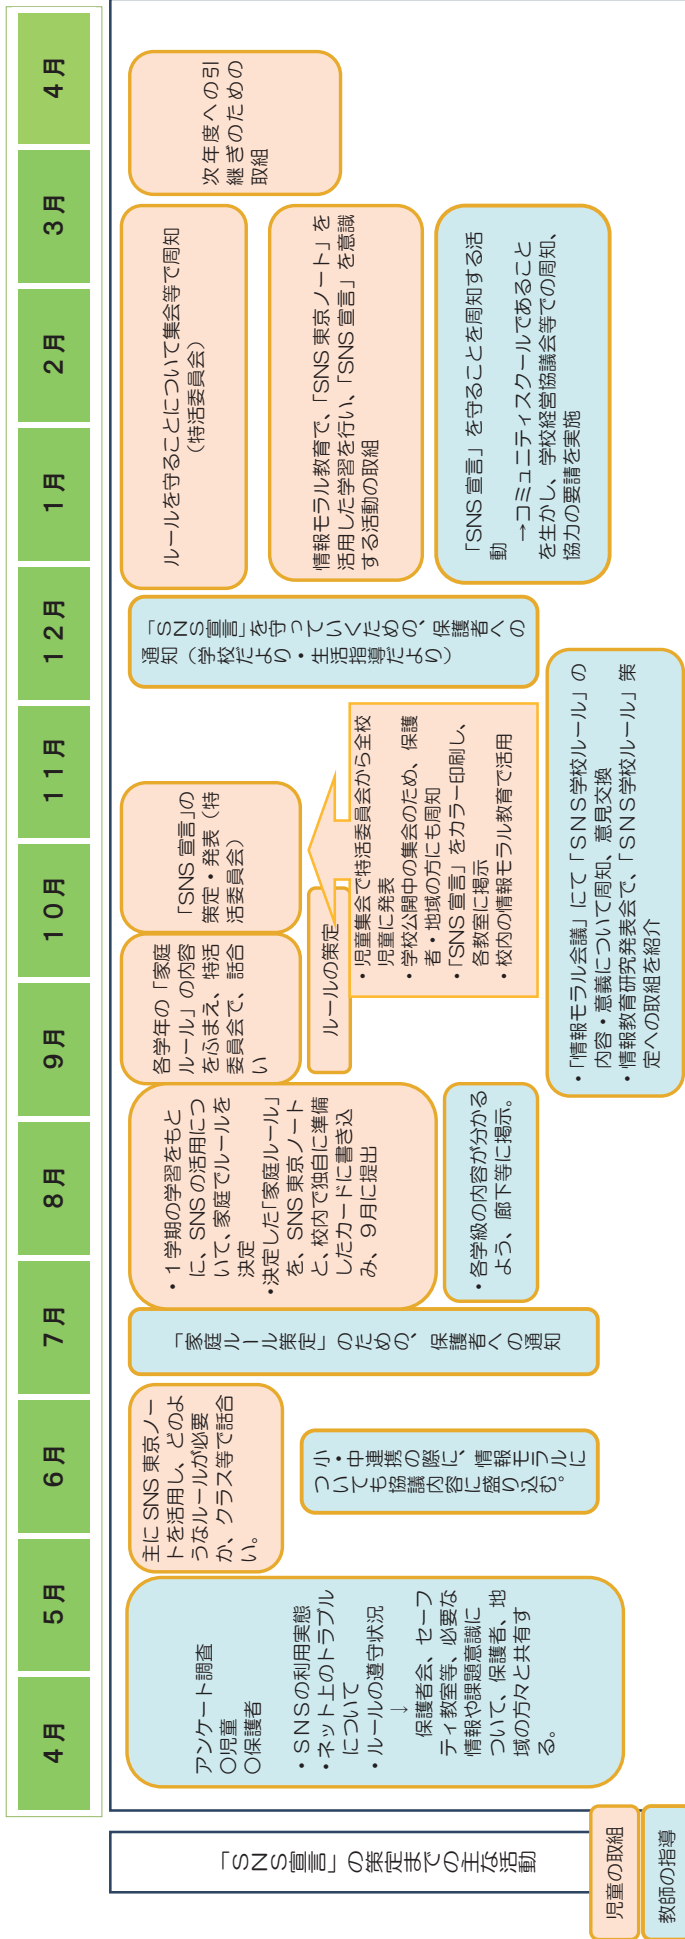 4月
5月
6月
7月
8月
9月
10月
11月
12月
1月
2月
3月
4月
「SNS宣言」の策定までの主な活動
児童の取組
教師の指導
アンケート調査
○児童
○保護者
・SNSの利用実態
・ネット上のトラブル
について
・ルールの遵守状況
↓
保護者会、セーフ
ティ教室等、必要な
情報や課題意識に
ついて、保護者、地
域の方々と共有す
る。
主にSNS東京ノー
トを活用し、どのよ
うなルールが必要
か、クラス等で話合
い。
小・中連携の際に、情報モラルに
ついても協議内容に盛り込む。
「家庭ルール策定」のための、保護者への通知
・1学期の学習をもと
に、SNSの活用につ
いて、家庭でルールを
決定
・決定した「家庭ルール」
を、SNS東京ノート
と、校内で独自に準備
したカードに書き込
み、9月に提出
・各学級の内容が分かる
よう、廊下等に掲示。
各学年の「家庭
ルール」の内容
をふまえ、特活
委員会で、話合
い
「SNS宣言」の
策定・発表（特
活委員会）
ルールの策定
・児童集会で特活委員会から全校
児童に発表
・学校公開中の集会のため、保護
者・地域の方にも周知
・「SNS宣言」をカラー印刷し、
各教室に掲示
・校内の情報モラル教育で活用
・「情報モラル会議」にて「SNS学校ルール」の
内容・意義について周知、意見交換
・情報教育研究発表会で、「SNS学校ルール」策
定への取組を紹介
「SNS宣言」を守っていくための、保護者への
通知（学校だより・生活指導だより）
ルールを守ることについて集会等で周知
（特活委員会）
情報モラル教育で、「SNS東京ノート」を
活用した学習を行い、「SNS宣言」を意識
する活動の取組
「SNS宣言」を守ることを周知する活
動
→コミュニティスクールであること
を生かし、学校経営協議会等での周知、
協力の要請を実施
次年度への引
継ぎのための
取組